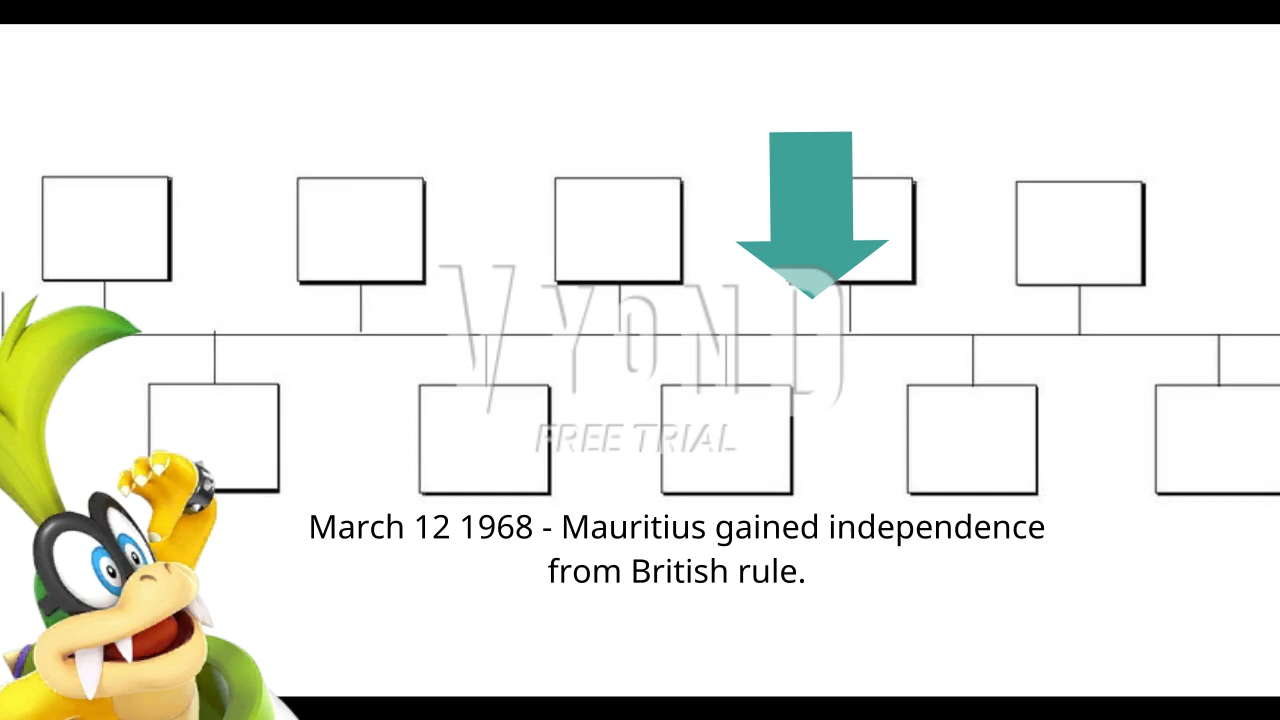 VYOND
FREE TRIAL
March 12 1968 - Mauritius gained independence
from British rule.